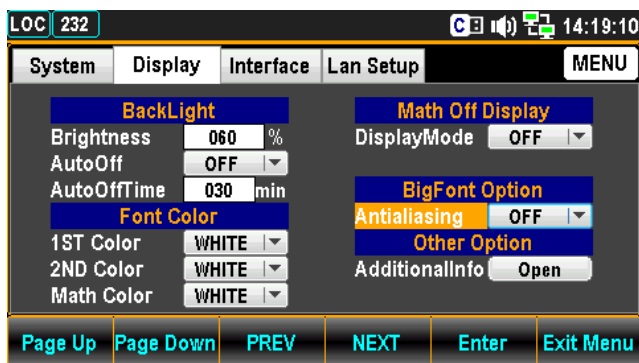 LOC 232 C 14:19:10
System Display Interface Lan Setup MENU
BackLight
Brightness 060 %
AutoOff OFF
AutoOffTime 030 min
Font Color
1ST Color WHITE
2ND Color WHITE
Math Color WHITE
Math Off Display
DisplayMode OFF
BigFont Option
Antialiasing OFF
Other Option
AdditionalInfo Open
Page Up Page Down PREV NEXT Enter Exit Menu